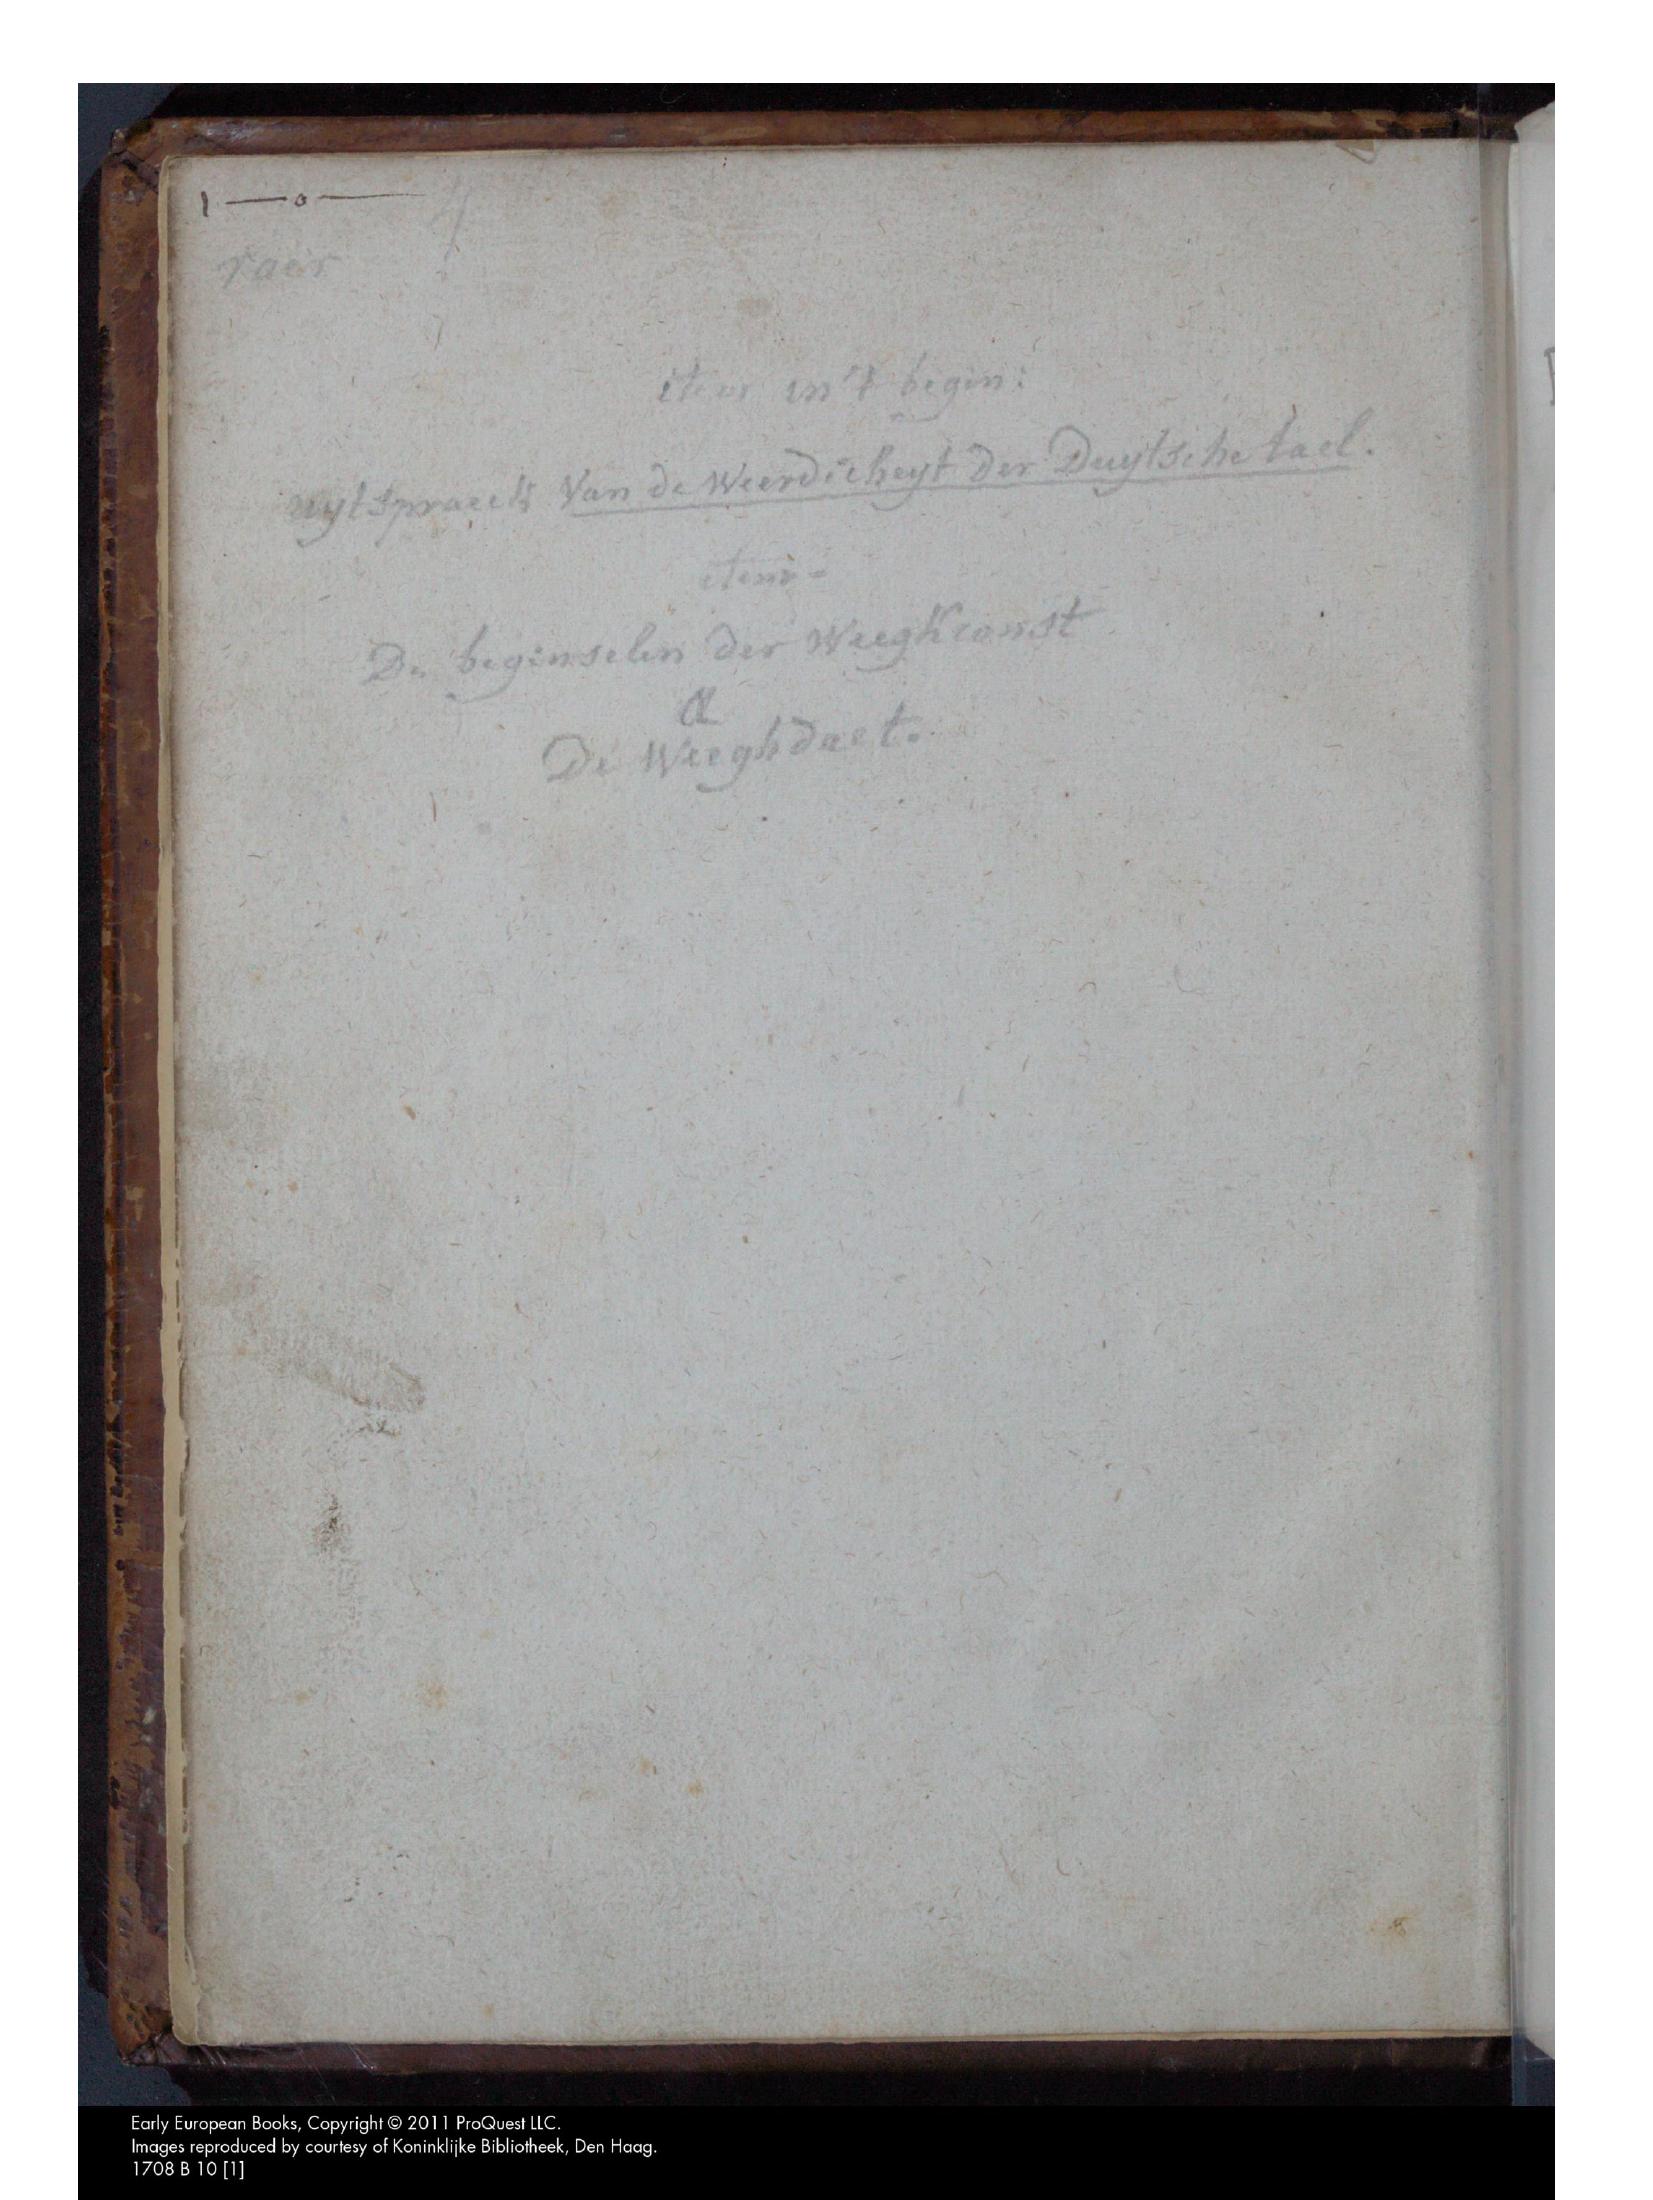 1 —o—
raer
item in't begin:
uytspraeck Van de Weerdicheyt der Duytsche tael.
item =
De beginselen der Weeghconst
&
De Weeghdaet.
Early European Books, Copyright © 2011 ProQuest LLC.
Images reproduced by courtesy of Koninklijke Bibliotheek, Den Haag.
1708 B 10 [1]